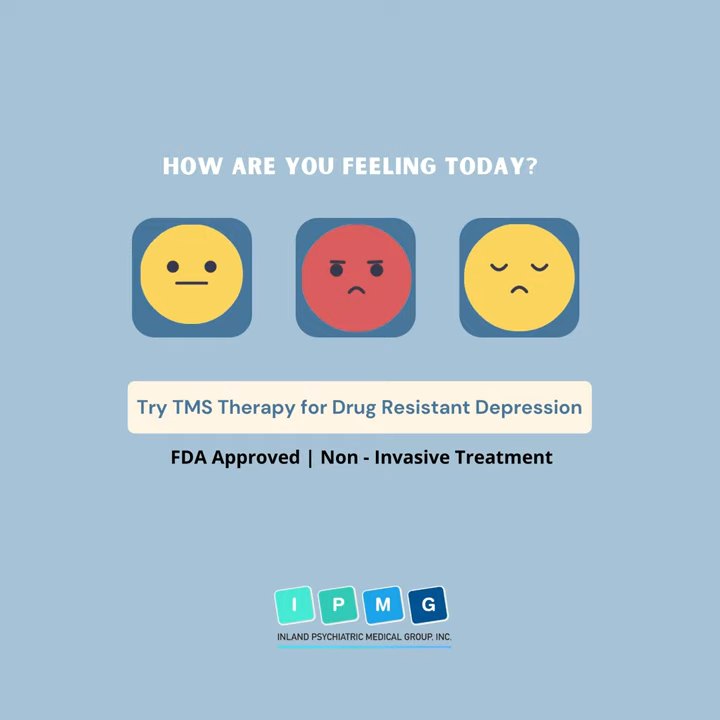 HOW ARE YOU FEELING TODAY?
Try TMS Therapy for Drug Resistant Depression
FDA Approved | Non - Invasive Treatment
I P M G
INLAND PSYCHIATRIC MEDICAL GROUP, INC.